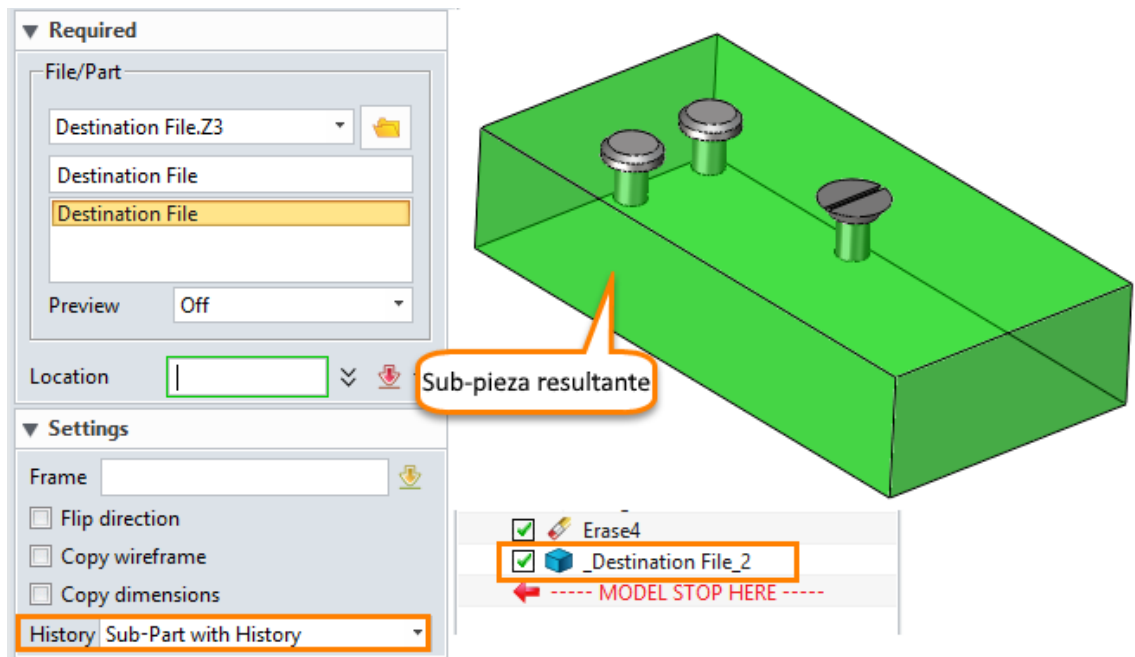 Required
File/Part
Destination File.Z3
Destination File
Destination File
Preview Off
Location
Sub-pieza resultante
Settings
Frame
Flip direction
Copy wireframe
Copy dimensions
History Sub-Part with History
Erase4
_Destination File_2
----- MODEL STOP HERE -----